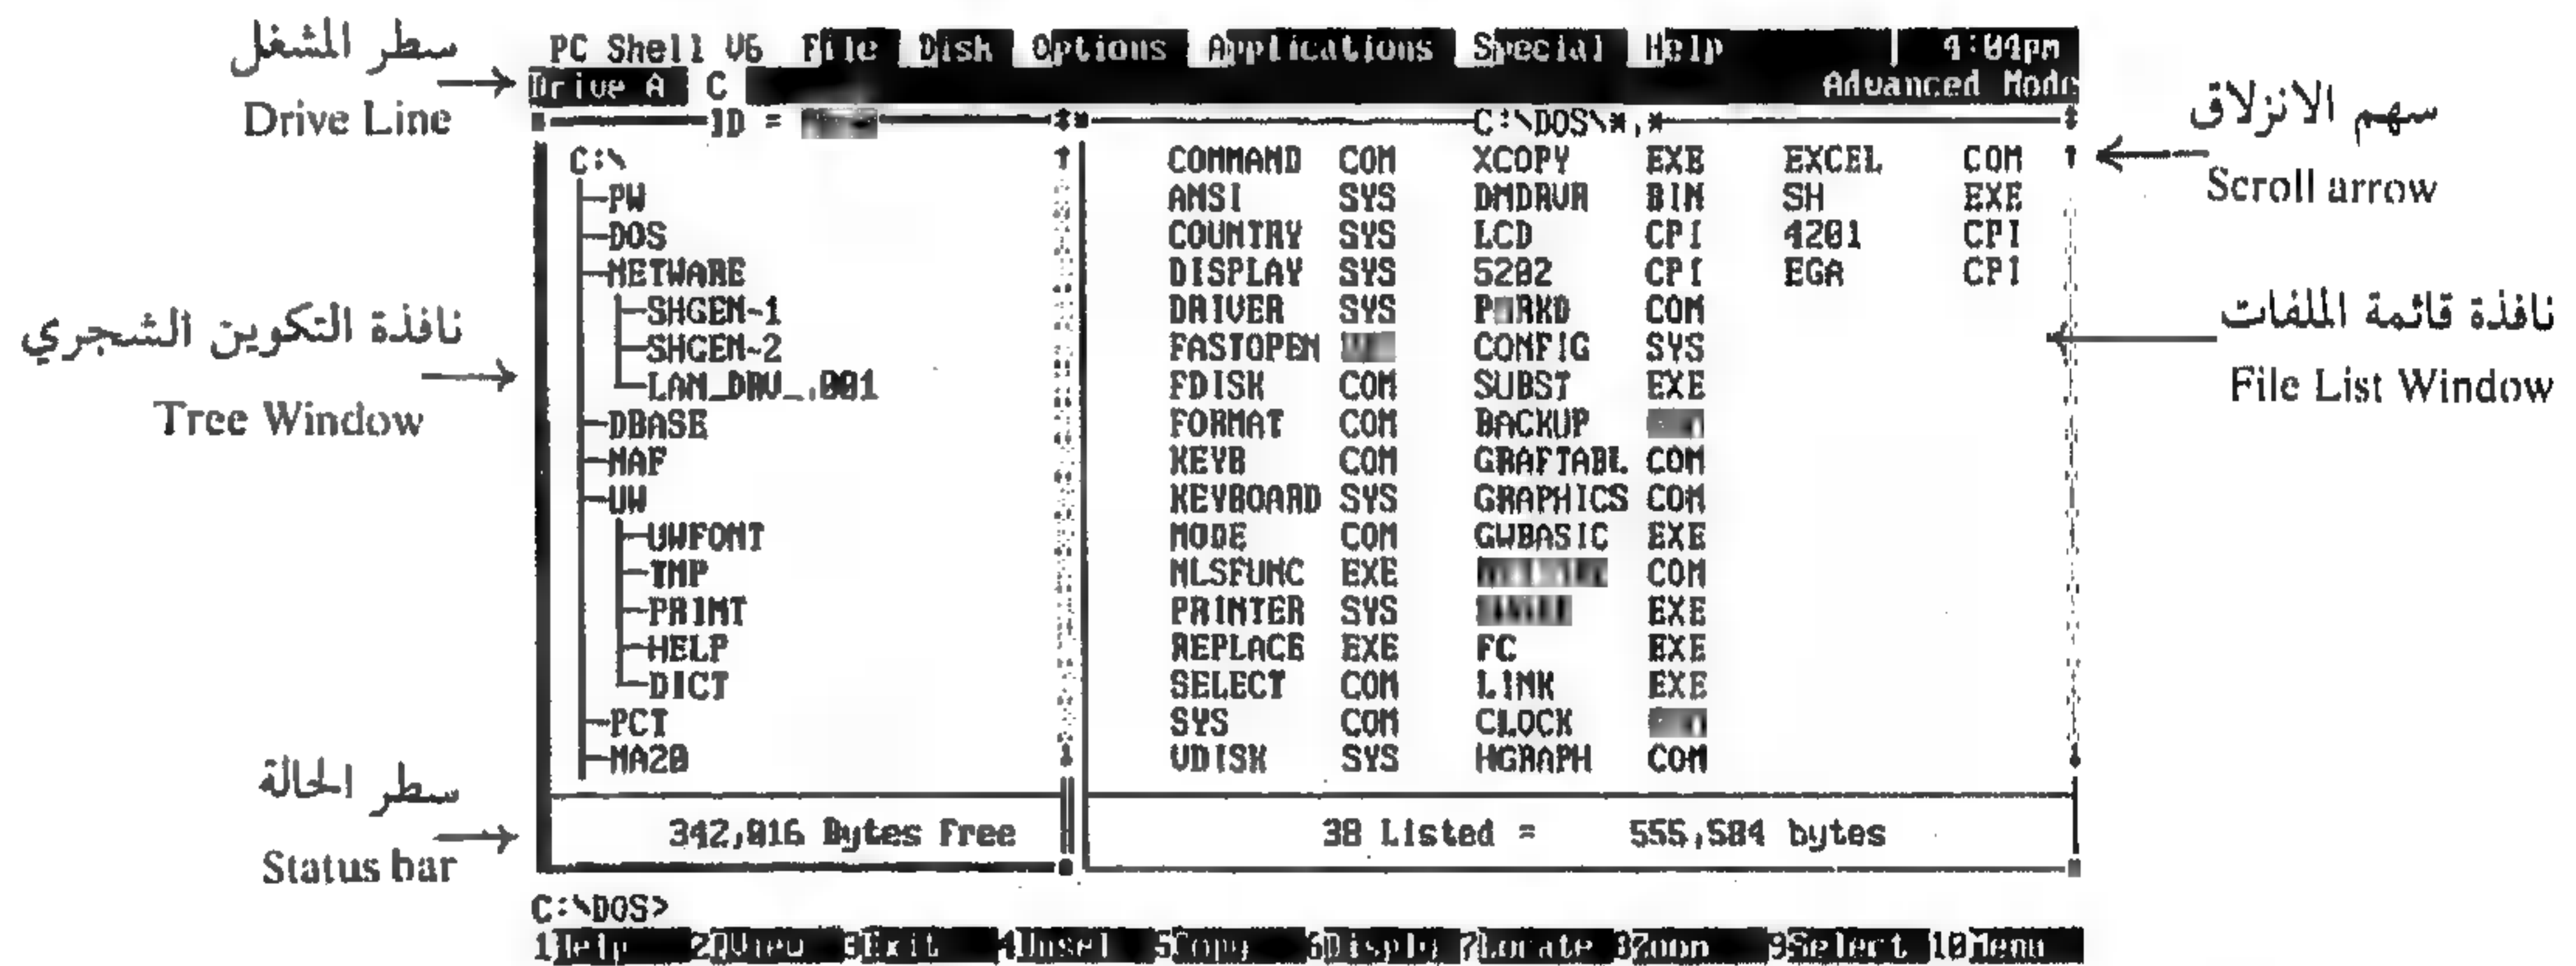 PC Shell V6 File Disk Options Applications Special Help 4:04pm
Drive A C Advanced Mode
ID =
C:\DOS\*.*
سطر المشغل
Drive Line
سهم الانزلاق
Scroll arrow
نافذة التكوين الشجري
Tree Window
نافذة قائمة الملفات
File List Window
سطر الحالة
Status bar
C:\
PW
DOS
NETWARE
SHGEN~1
SHGEN~2
LAN_DRV_.001
DBASE
UW
UWFONT
TMP
PRINT
HELP
DICT
PCT
COMMAND COM XCOPY EXE EXCEL COM
ANSI SYS DMDRVR BIN SH EXE
COUNTRY SYS LCD CPI 4201 CPI
DISPLAY SYS 5202 CPI EGA CPI
DRIVER SYS COM
FASTOPEN CONFIG SYS
FDISK COM SUBST EXE
FORMAT COM BACKUP
KEYB COM GRAFTABL COM
KEYBOARD SYS GRAPHICS COM
MODE COM GWBASIC EXE
NLSFUNC EXE COM
PRINTER SYS EXE
REPLACE EXE FC EXE
SELECT COM LINK EXE
SYS COM CLOCK
VDISK SYS HGRAPH COM
342,016 Bytes Free
38 Listed = 555,584 bytes
C:\DOS>
1Help 2QView 3Exit 4Unsel 5Copy 6Display 7Locate 8Zoom 9Select 10Menu